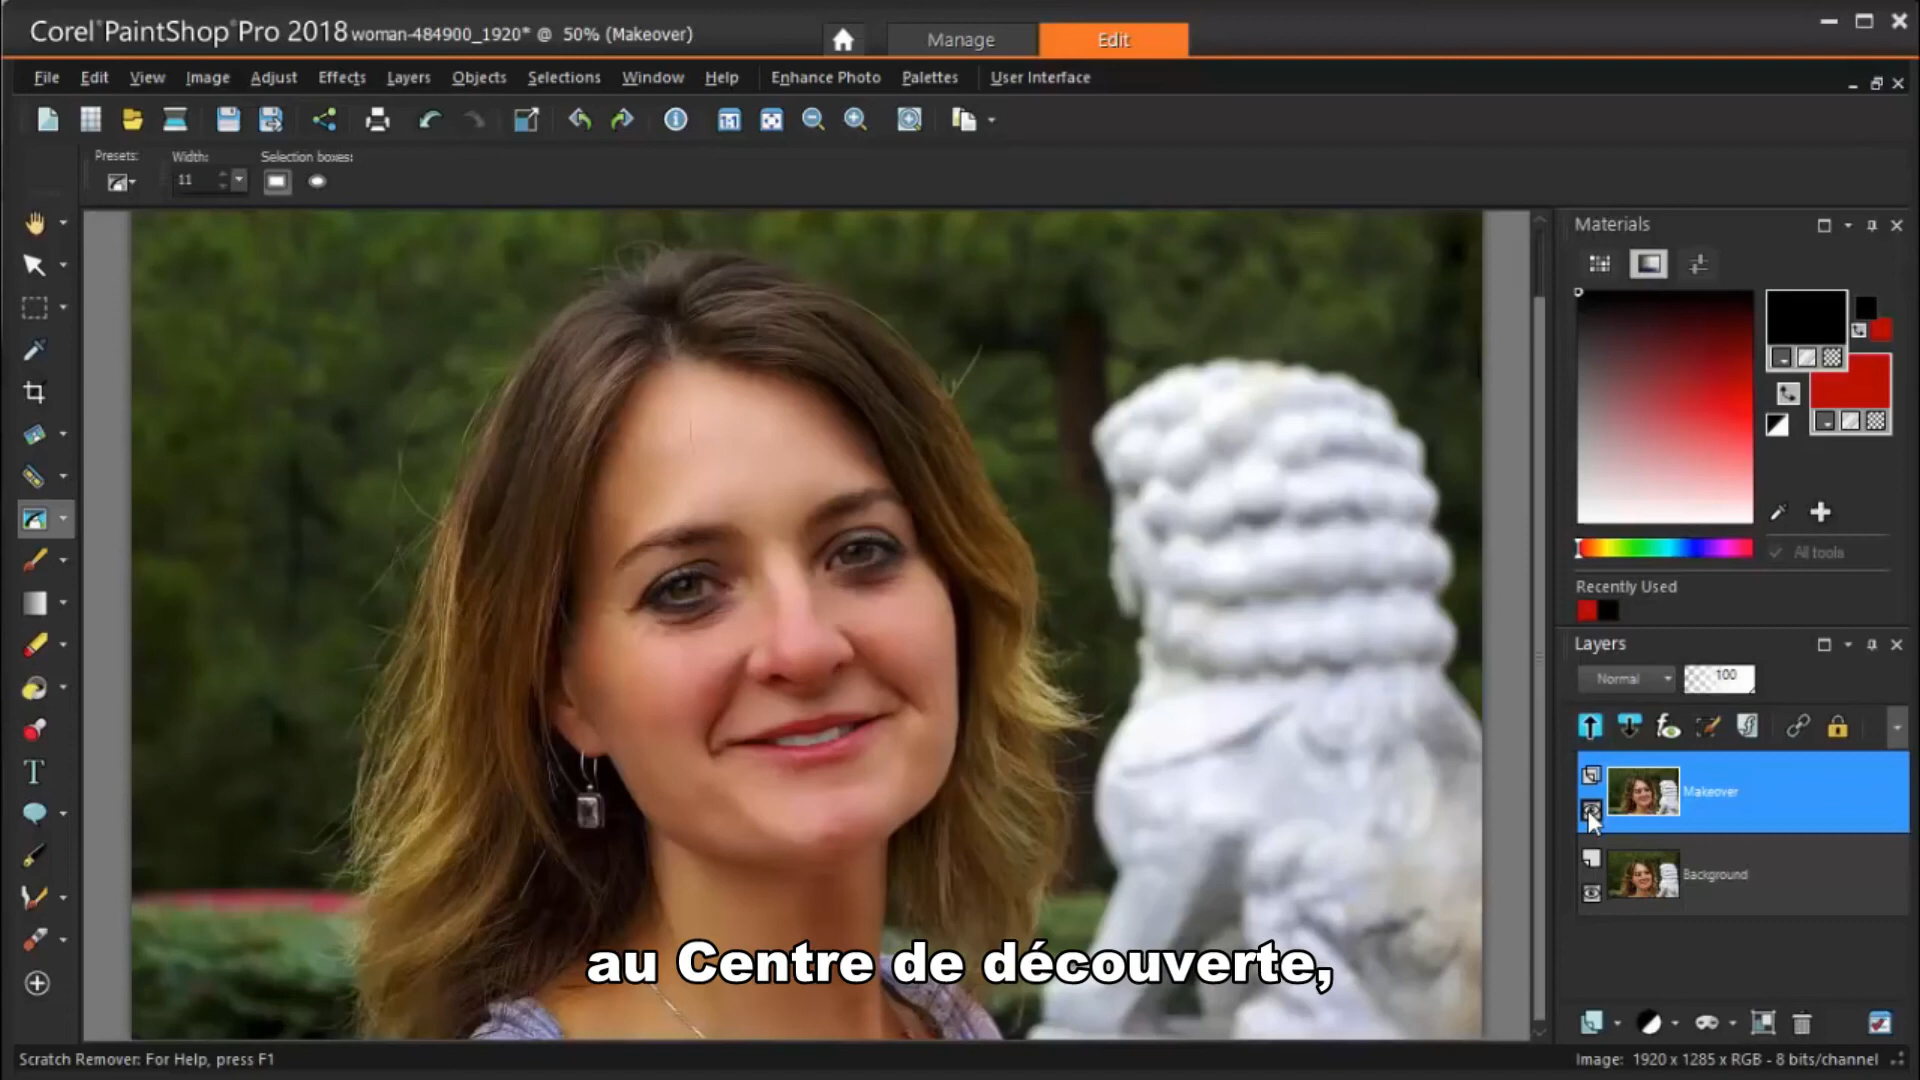 Corel®PaintShop®Pro 2018 woman-484900_1920* @ 50% (Makeover)
Manage
Edit
File Edit View Image Adjust Effects Layers Objects Selections Window Help Enhance Photo Palettes User Interface
Presets: Width: Selection boxes:
11
Materials
All tools
Recently Used
Layers
Normal 100
Makeover
Background
au Centre de découverte,
Scratch Remover: For Help, press F1
Image: 1920 x 1285 x RGB - 8 bits/channel